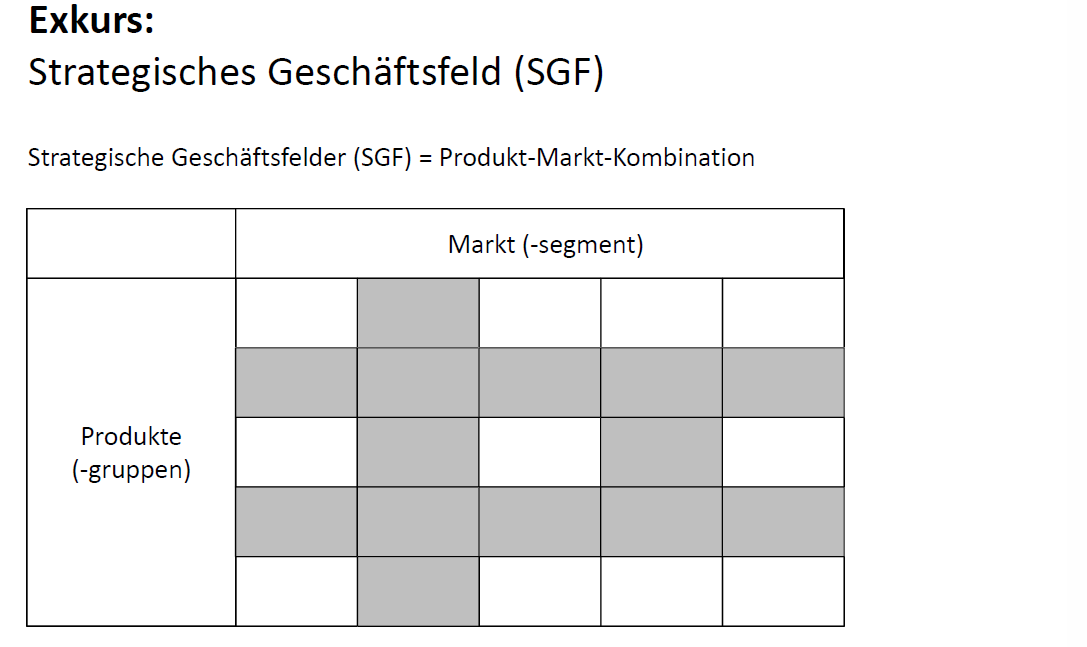 Exkurs:
Strategisches Geschäftsfeld (SGF)
Strategische Geschäftsfelder (SGF) = Produkt-Markt-Kombination
Markt (-segment)
Produkte
(-gruppen)